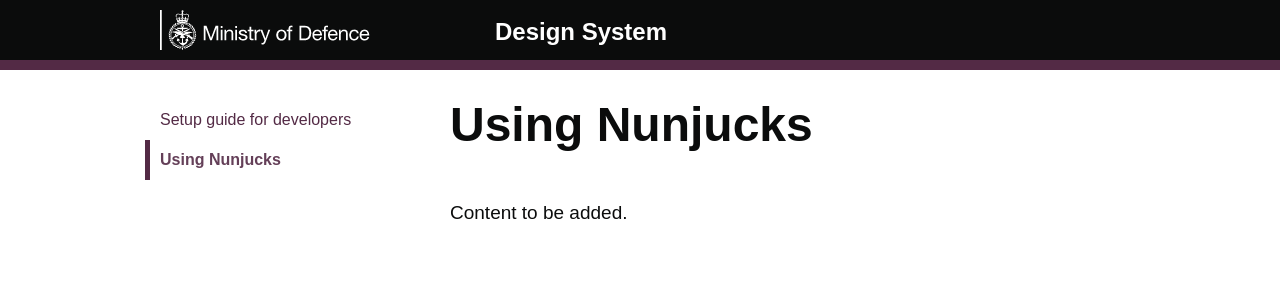 Ministry of Defence
Design System
Setup guide for developers
Using Nunjucks
Using Nunjucks
Content to be added.